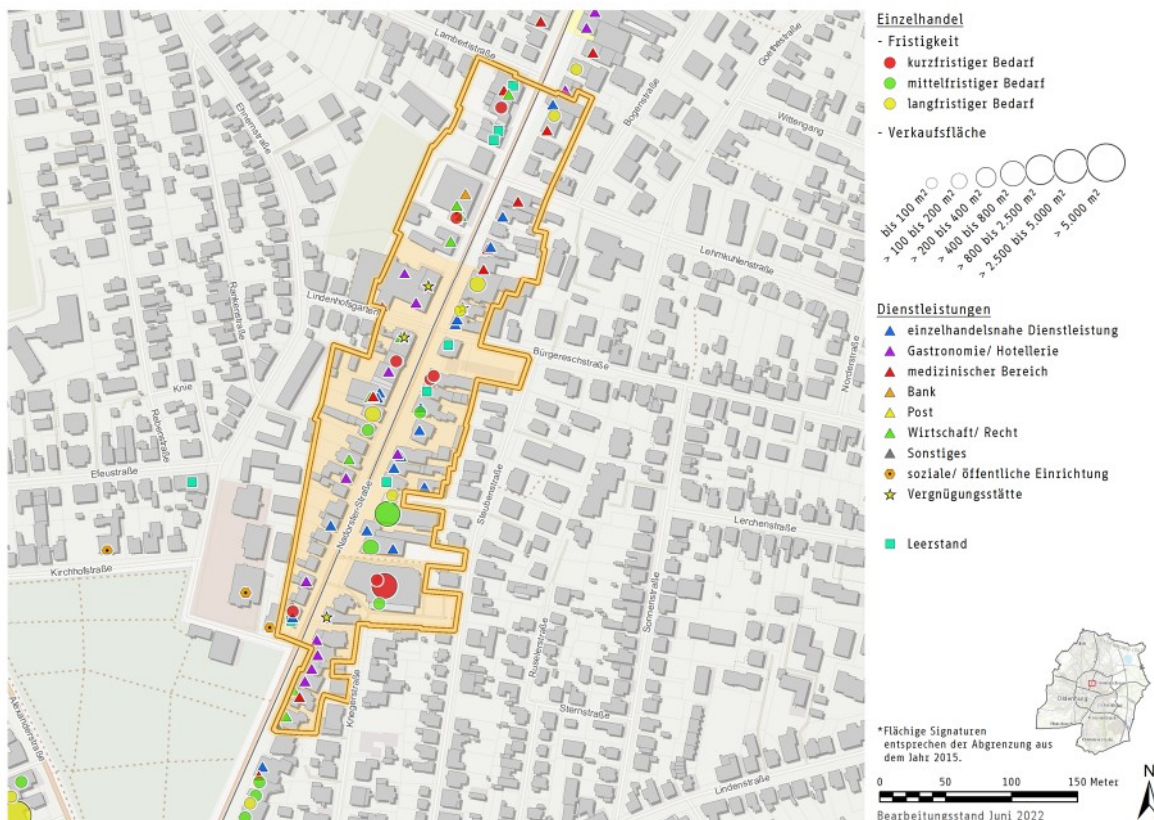 Lambertistraße
Goethestraße
Bogenstraße
Wittengang
Ehnernstraße
Rankenstraße
Lehmkuhlenstraße
Lindenhofsgarten
Bürgereschstraße
Norderstraße
Knie
Rebenstraße
Efeustraße
Steubenstraße
Nadorster-Straße
Lerchenstraße
Kirchhofstraße
Sonnenstraße
Ruselerstraße
Kriegerstraße
Sternstraße
Alexanderstraße
Lindenstraße
Einzelhandel
- Fristigkeit
kurzfristiger Bedarf
mittelfristiger Bedarf
langfristiger Bedarf
- Verkaufsfläche
bis 100 m²
> 100 bis 200 m²
> 200 bis 400 m²
> 400 bis 800 m²
> 800 bis 2.500 m²
> 2.500 bis 5.000 m²
> 5.000 m²
Dienstleistungen
einzelhandelsnahe Dienstleistung
Gastronomie/ Hotellerie
medizinischer Bereich
Bank
Post
Wirtschaft/ Recht
Sonstiges
soziale/ öffentliche Einrichtung
Vergnügungsstätte
Leerstand
Oldenburg
*Flächige Signaturen
entsprechen der Abgrenzung aus
dem Jahr 2015.
0 50 100 150 Meter
N
Bearbeitungsstand Juni 2022